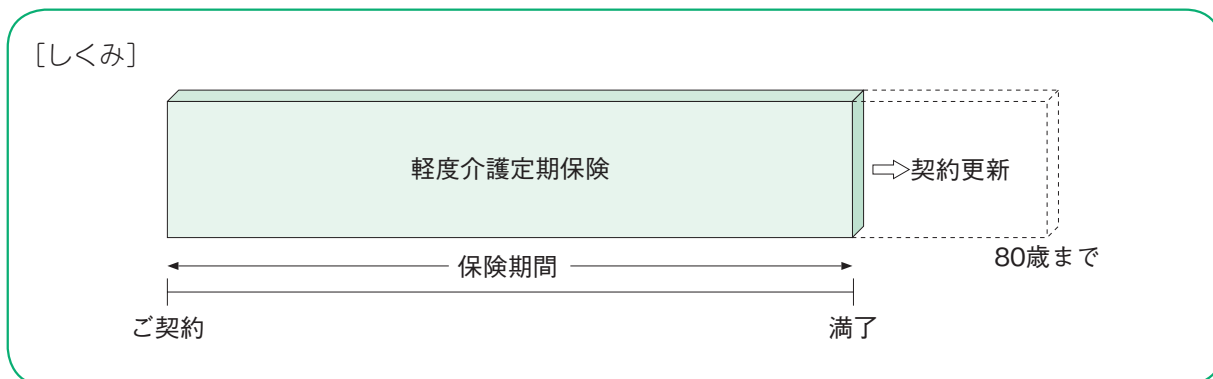 ［しくみ］
軽度介護定期保険
⇨契約更新
80歳まで
保険期間
ご契約
満了